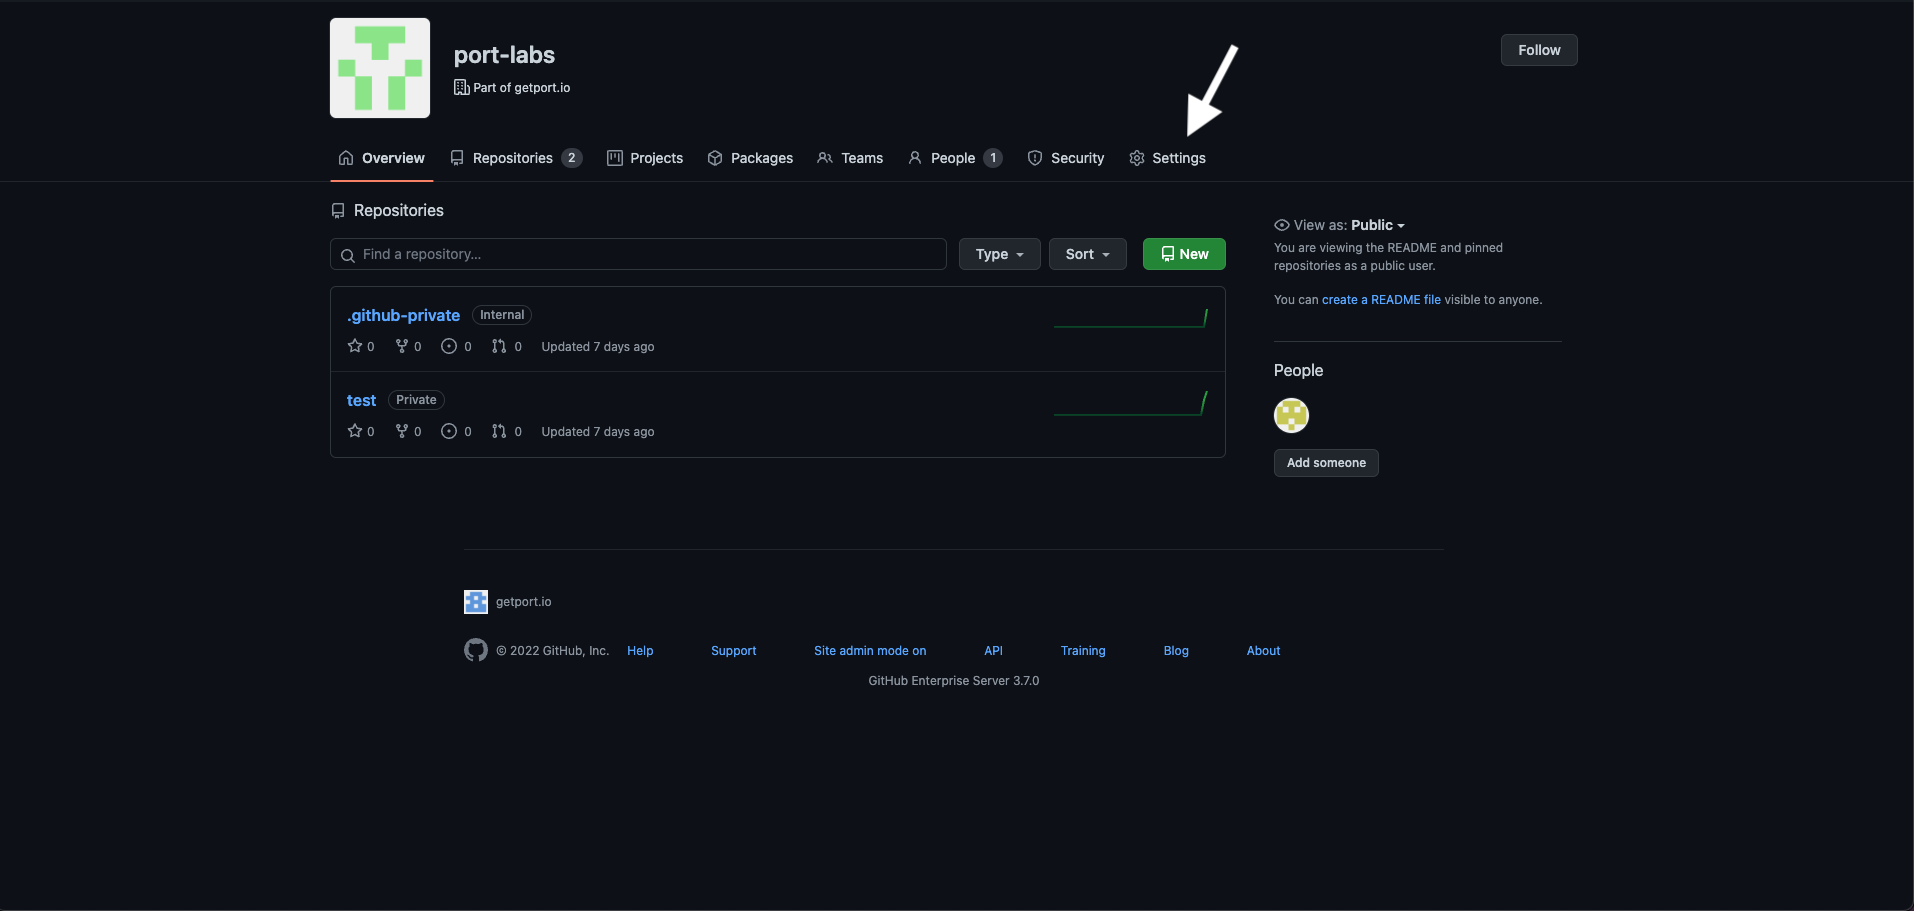 port-labs
Part of getport.io
Follow
Overview Repositories 2 Projects Packages Teams People 1 Security Settings
Repositories
Find a repository...
Type Sort New
.github-private Internal
0 0 0 0 Updated 7 days ago
test Private
0 0 0 0 Updated 7 days ago
View as: Public
You are viewing the README and pinned
repositories as a public user.
You can create a README file visible to anyone.
People
Add someone
getport.io
© 2022 GitHub, Inc. Help Support Site admin mode on API Training Blog About
GitHub Enterprise Server 3.7.0